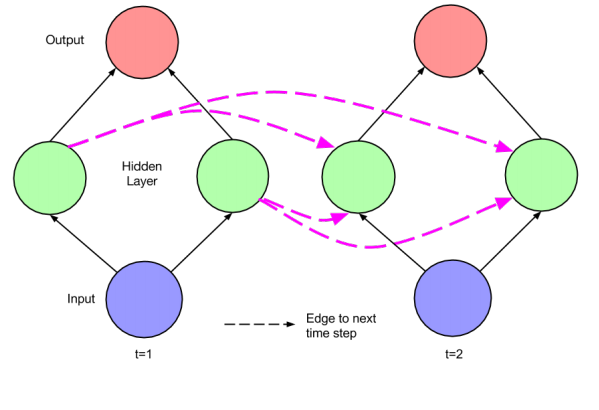 Output
Hidden
Layer
Input
Edge to next
time step
t=1
t=2